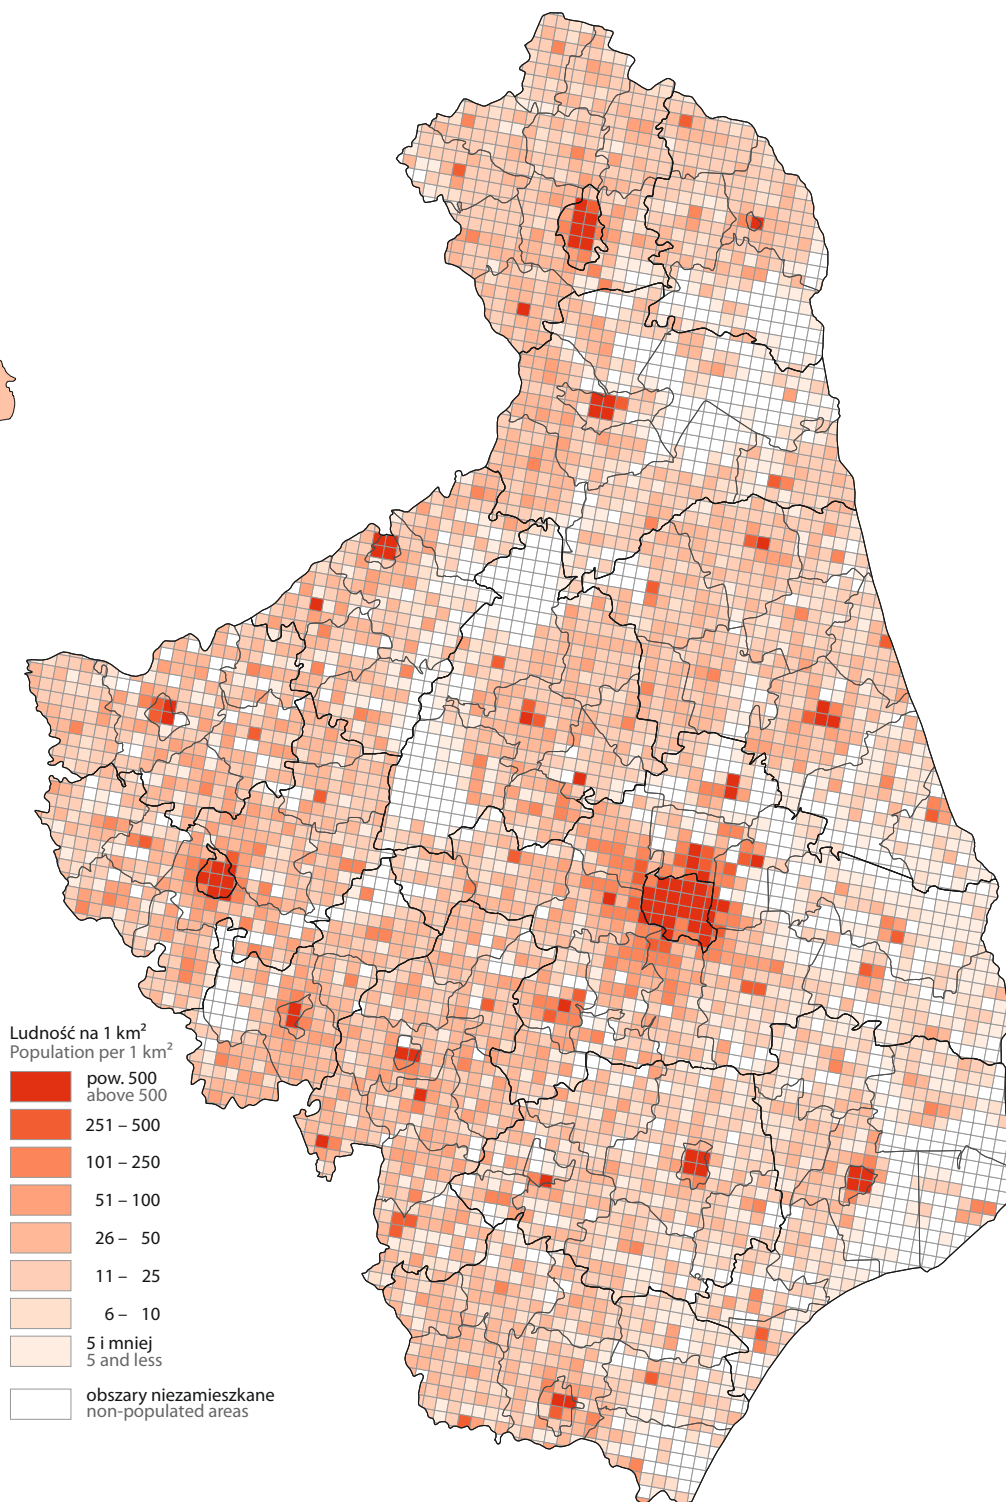 Ludność na 1 km²
Population per 1 km²
pow. 500
above 500
251 – 500
101 – 250
51 – 100
26 – 50
11 – 25
6 – 10
5 i mniej
5 and less
obszary niezamieszkane
non-populated areas